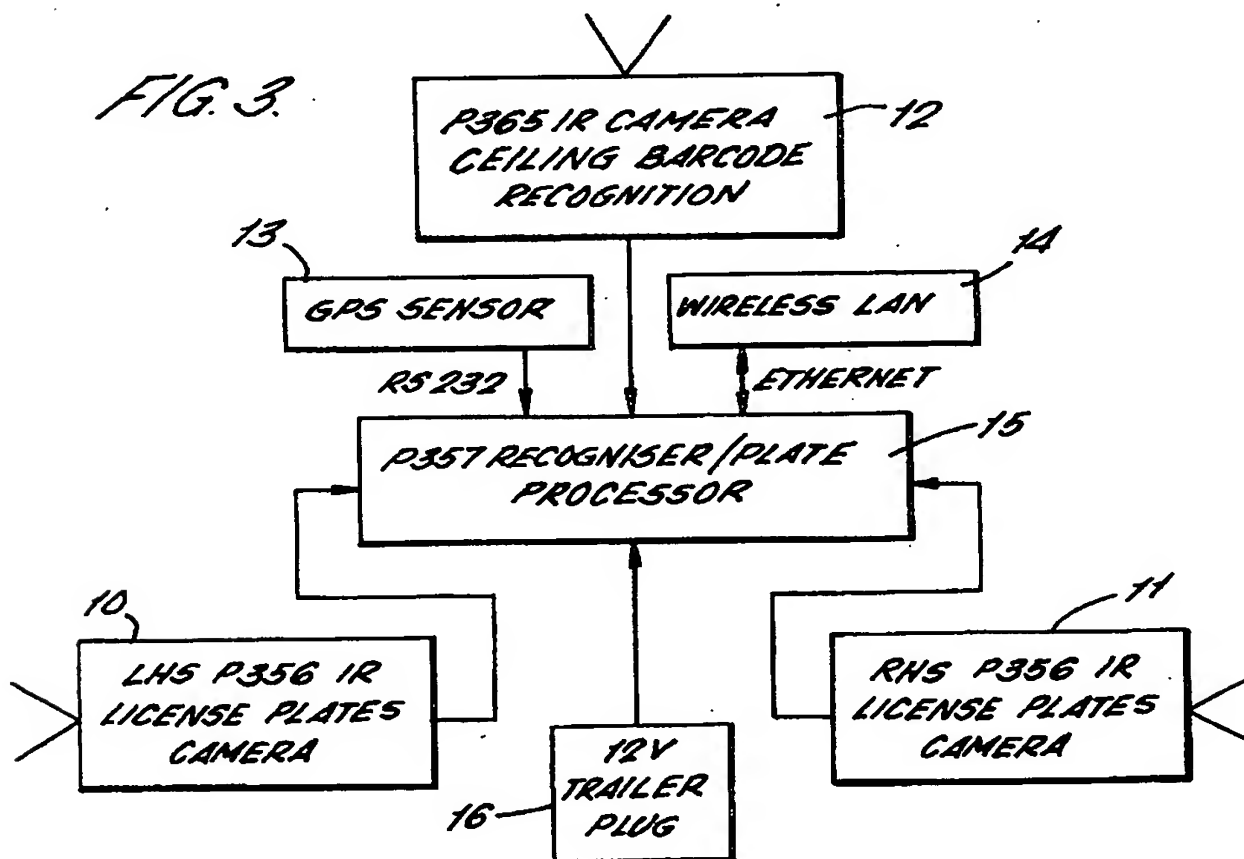 FIG. 3.
P365 IR CAMERA
CEILING BARCODE
RECOGNITION
12
13
GPS SENSOR
14
WIRELESS LAN
RS 232
ETHERNET
P357 RECOGNISER/PLATE
PROCESSOR
15
10
LHS P356 IR
LICENSE PLATES
CAMERA
11
RHS P356 IR
LICENSE PLATES
CAMERA
12V
TRAILER
PLUG
16